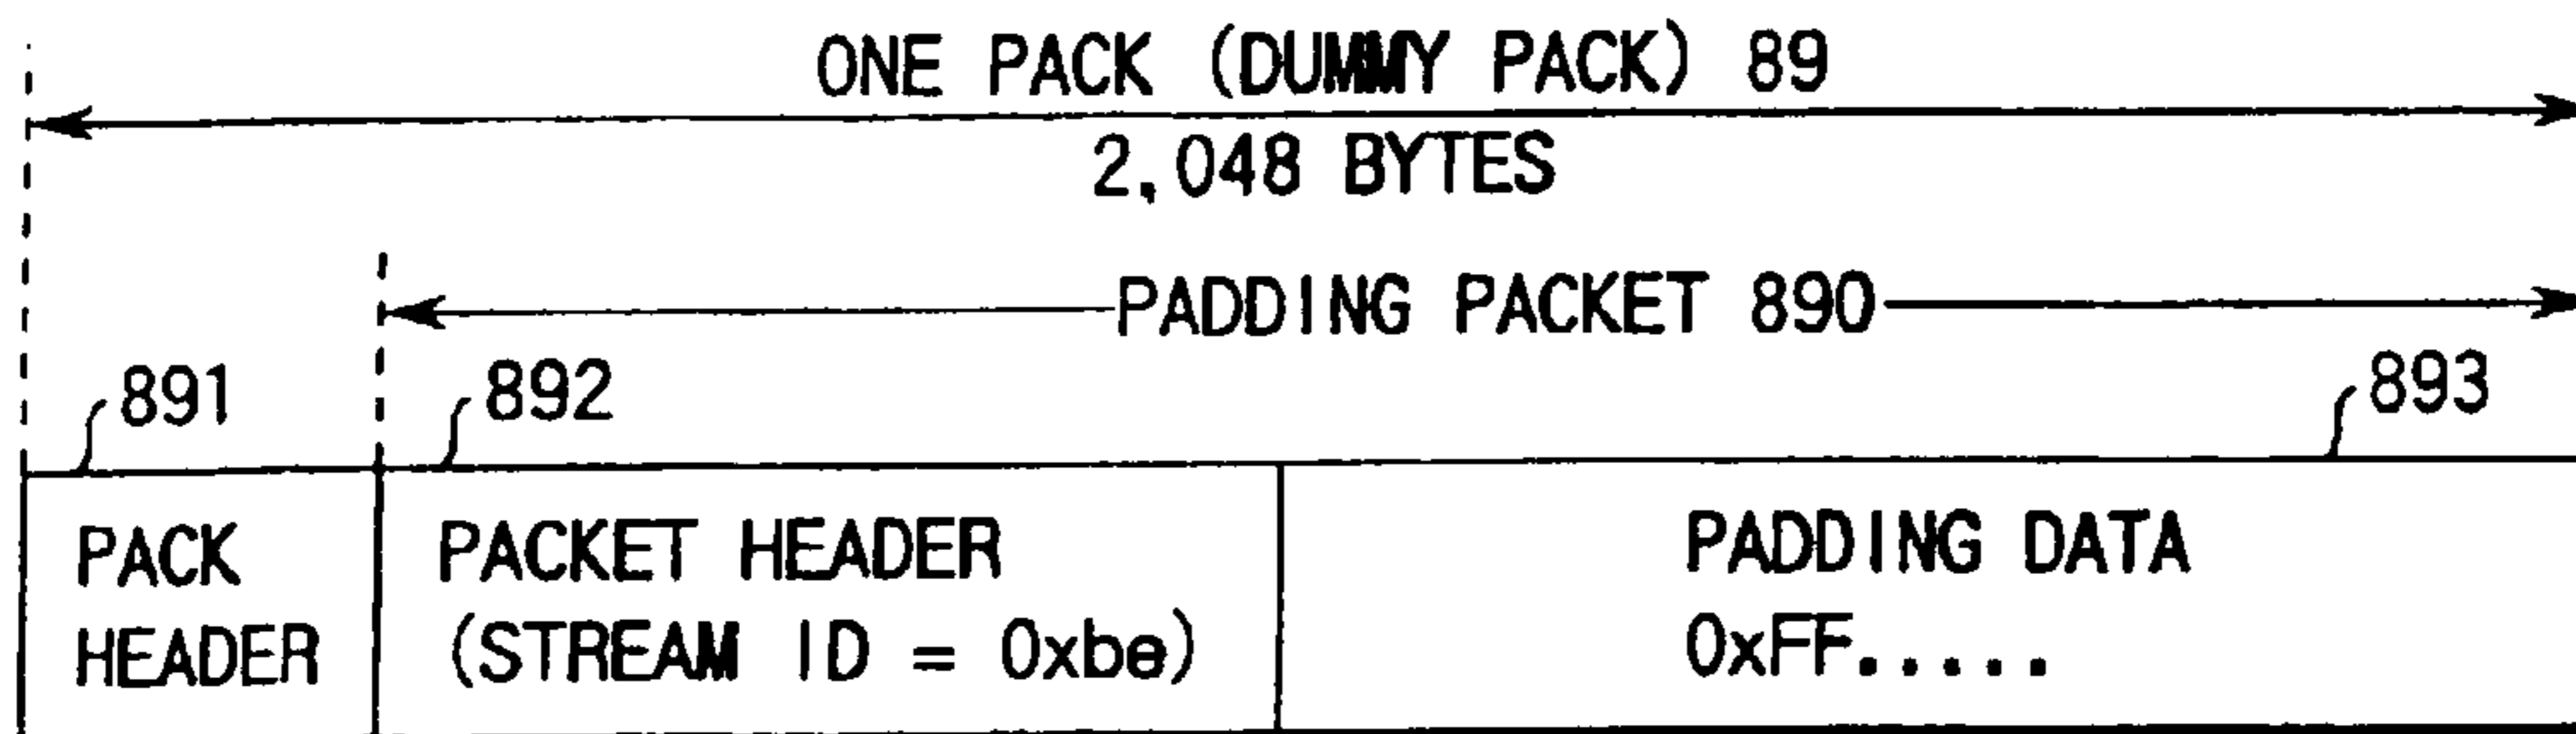 ONE PACK (DUMMY PACK) 89
2,048 BYTES
PADDING PACKET 890
891
892
893
PACK
HEADER
PACKET HEADER
(STREAM ID = 0xbe)
PADDING DATA
0xFF.....